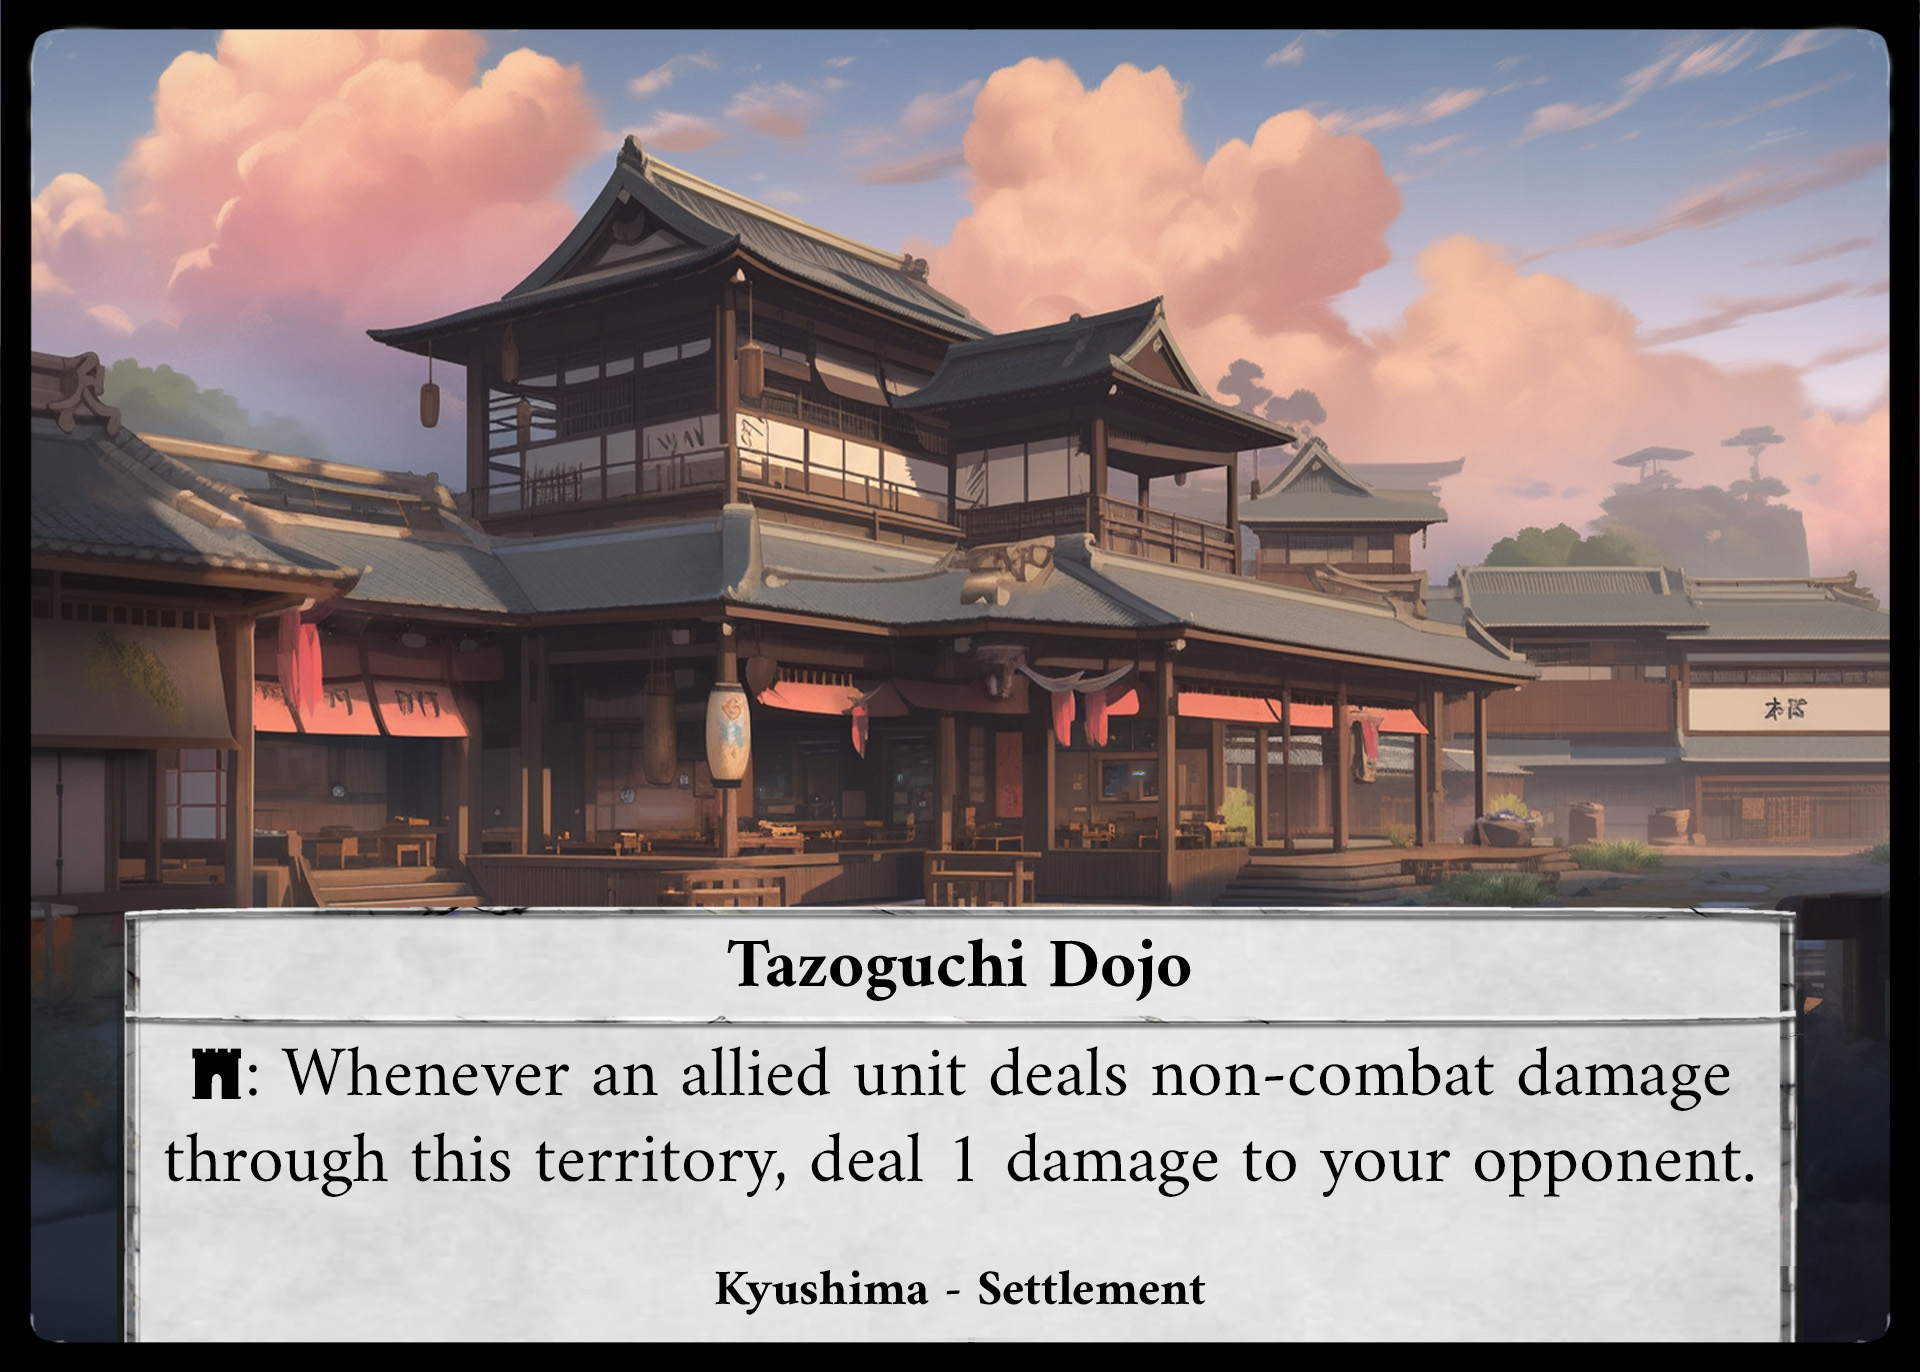 Tazoguchi Dojo
: Whenever an allied unit deals non-combat damage
through this territory, deal 1 damage to your opponent.
Kyushima - Settlement